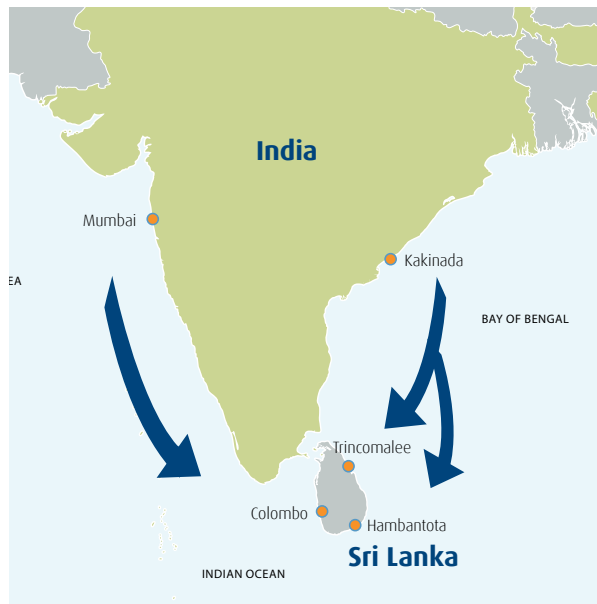 India
Mumbai
Kakinada
EA
BAY OF BENGAL
Trincomalee
Colombo
Hambantota
Sri Lanka
INDIAN OCEAN